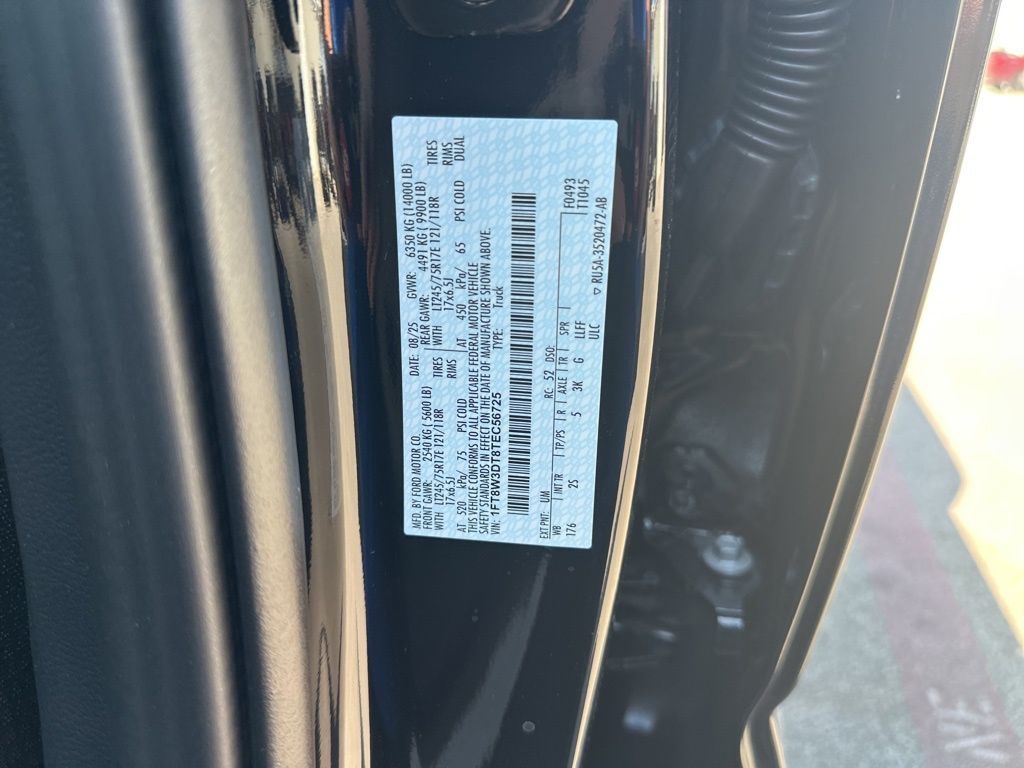 MFD. BY FORD MOTOR CO. DATE: 08/25 GVWR: 6350 KG (14000 LB)
FRONT GAWR: 2540 KG ( 5600 LB) REAR GAWR: 4491 KG ( 9900 LB)
WITH LT245/75R17E 121/118R TIRES WITH LT245/75R17E 121/118R TIRES
17x6.5J RIMS 17x6.5J RIMS
AT 520 kPa/ 75 PSI COLD AT 450 kPa/ 65 PSI COLD DUAL
THIS VEHICLE CONFORMS TO ALL APPLICABLE FEDERAL MOTOR VEHICLE
SAFETY STANDARDS IN EFFECT ON THE DATE OF MANUFACTURE SHOWN ABOVE.
VIN: 1FT8W3DT8TEC56725 TYPE: Truck
EXT PNT: UM RC: 52 DSO: F0493
WB INT TR TP/PS R AXLE TR SPR T1045
176 2S 5 3K G LLFF
ULC
▽ RU5A-3520472-AB
NE